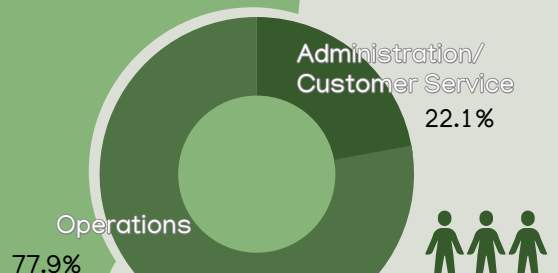 Administration/
Customer Service
22.1%
Operations
77.9%